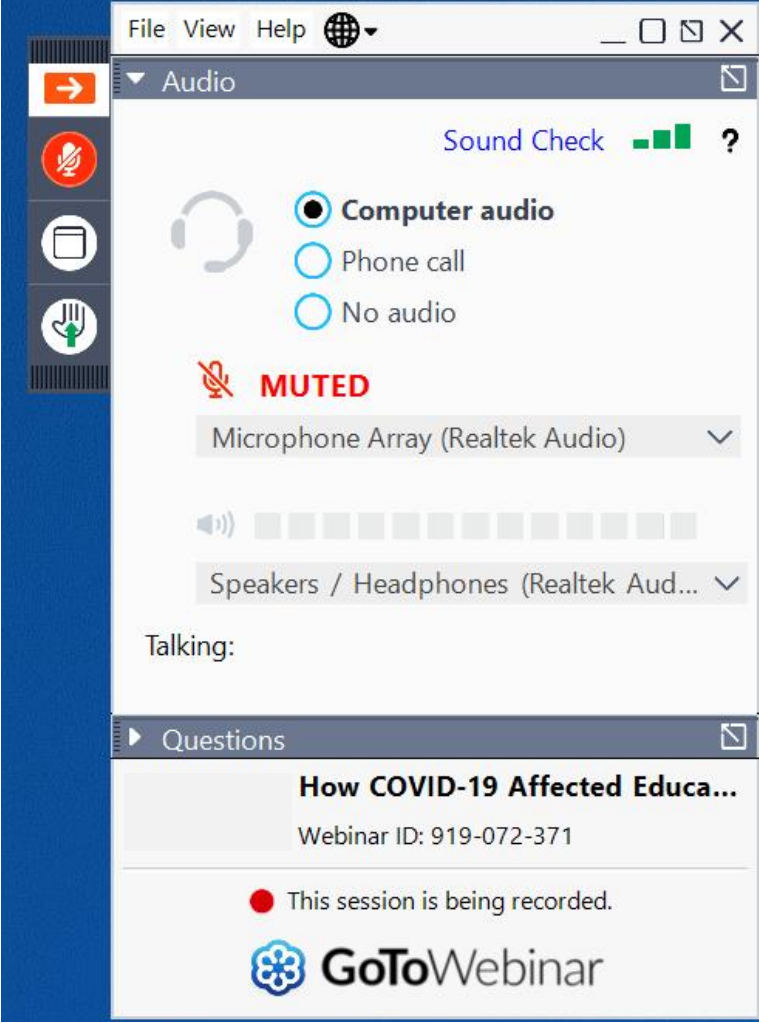 File View Help
Audio
Sound Check ?
Computer audio
Phone call
No audio
MUTED
Microphone Array (Realtek Audio)
Speakers / Headphones (Realtek Aud...
Talking:
Questions
How COVID-19 Affected Educa...
Webinar ID: 919-072-371
This session is being recorded.
GoToWebinar